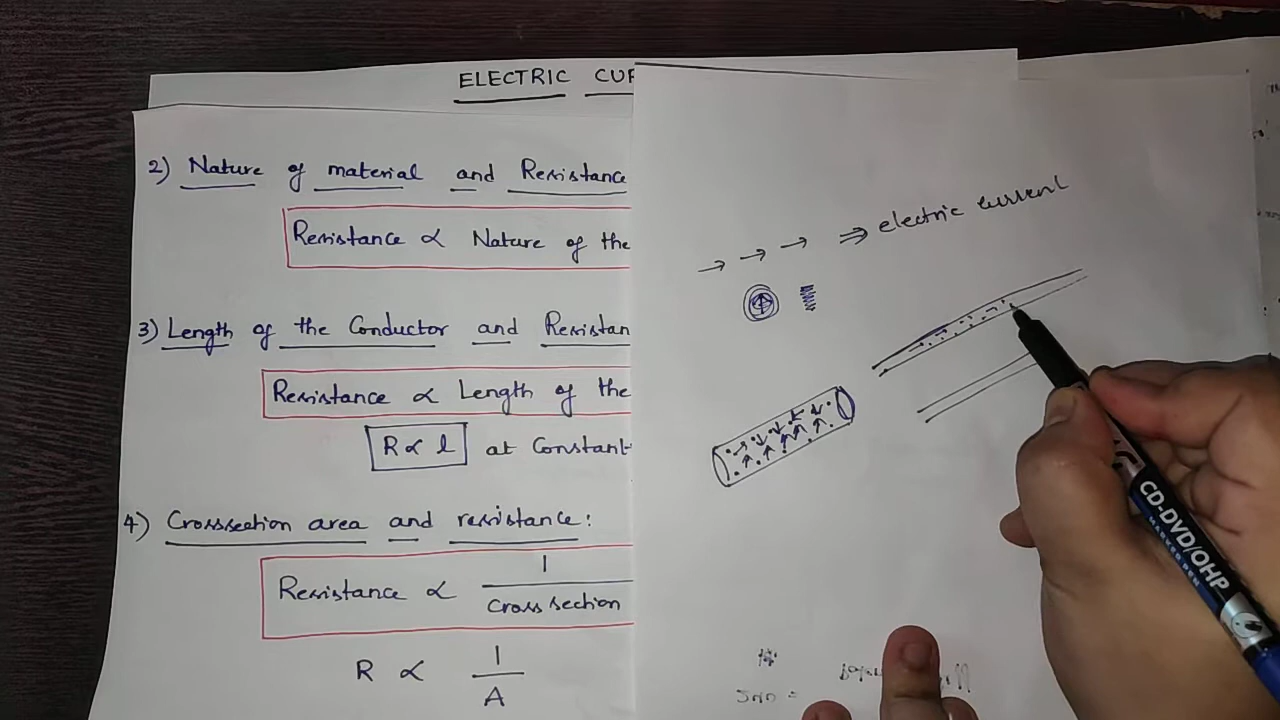 ELECTRIC CUR
2) Nature of material and Resistance
Resistance ∝ Nature of the
3) Length of the Conductor and Resistan
Resistance ∝ Length of the
R ∝ l at Constant
4) Crosssection area and resistance:
Resistance ∝ 1 / Cross section
R ∝ 1 / A
→ → → ⇒ electric current
CD-DVD/OHP
MARKER PEN